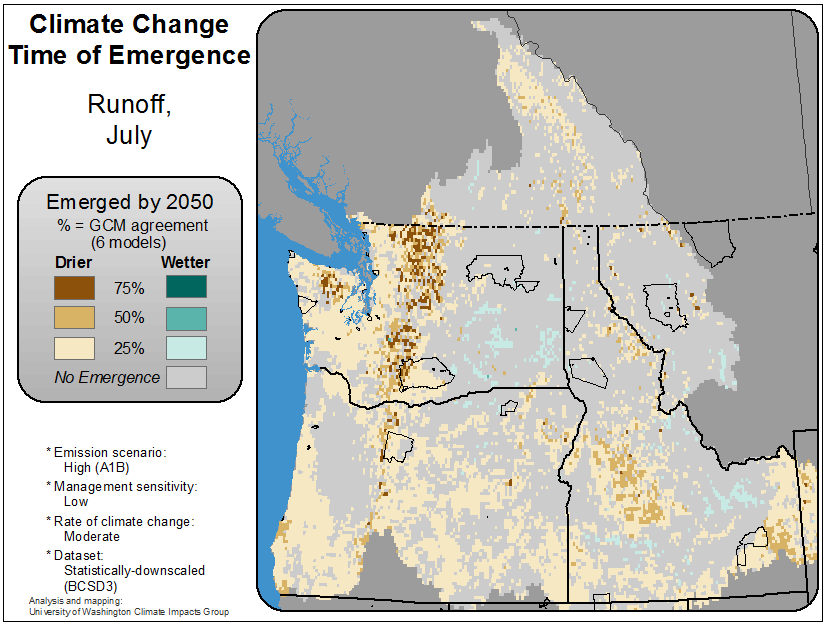 Climate Change
Time of Emergence
Runoff,
July
Emerged by 2050
% = GCM agreement
(6 models)
Drier Wetter
75%
50%
25%
No Emergence
* Emission scenario:
High (A1B)
* Management sensitivity:
Low
* Rate of climate change:
Moderate
* Dataset:
Statistically-downscaled
(BCSD3)
Analysis and mapping:
University of Washington Climate Impacts Group